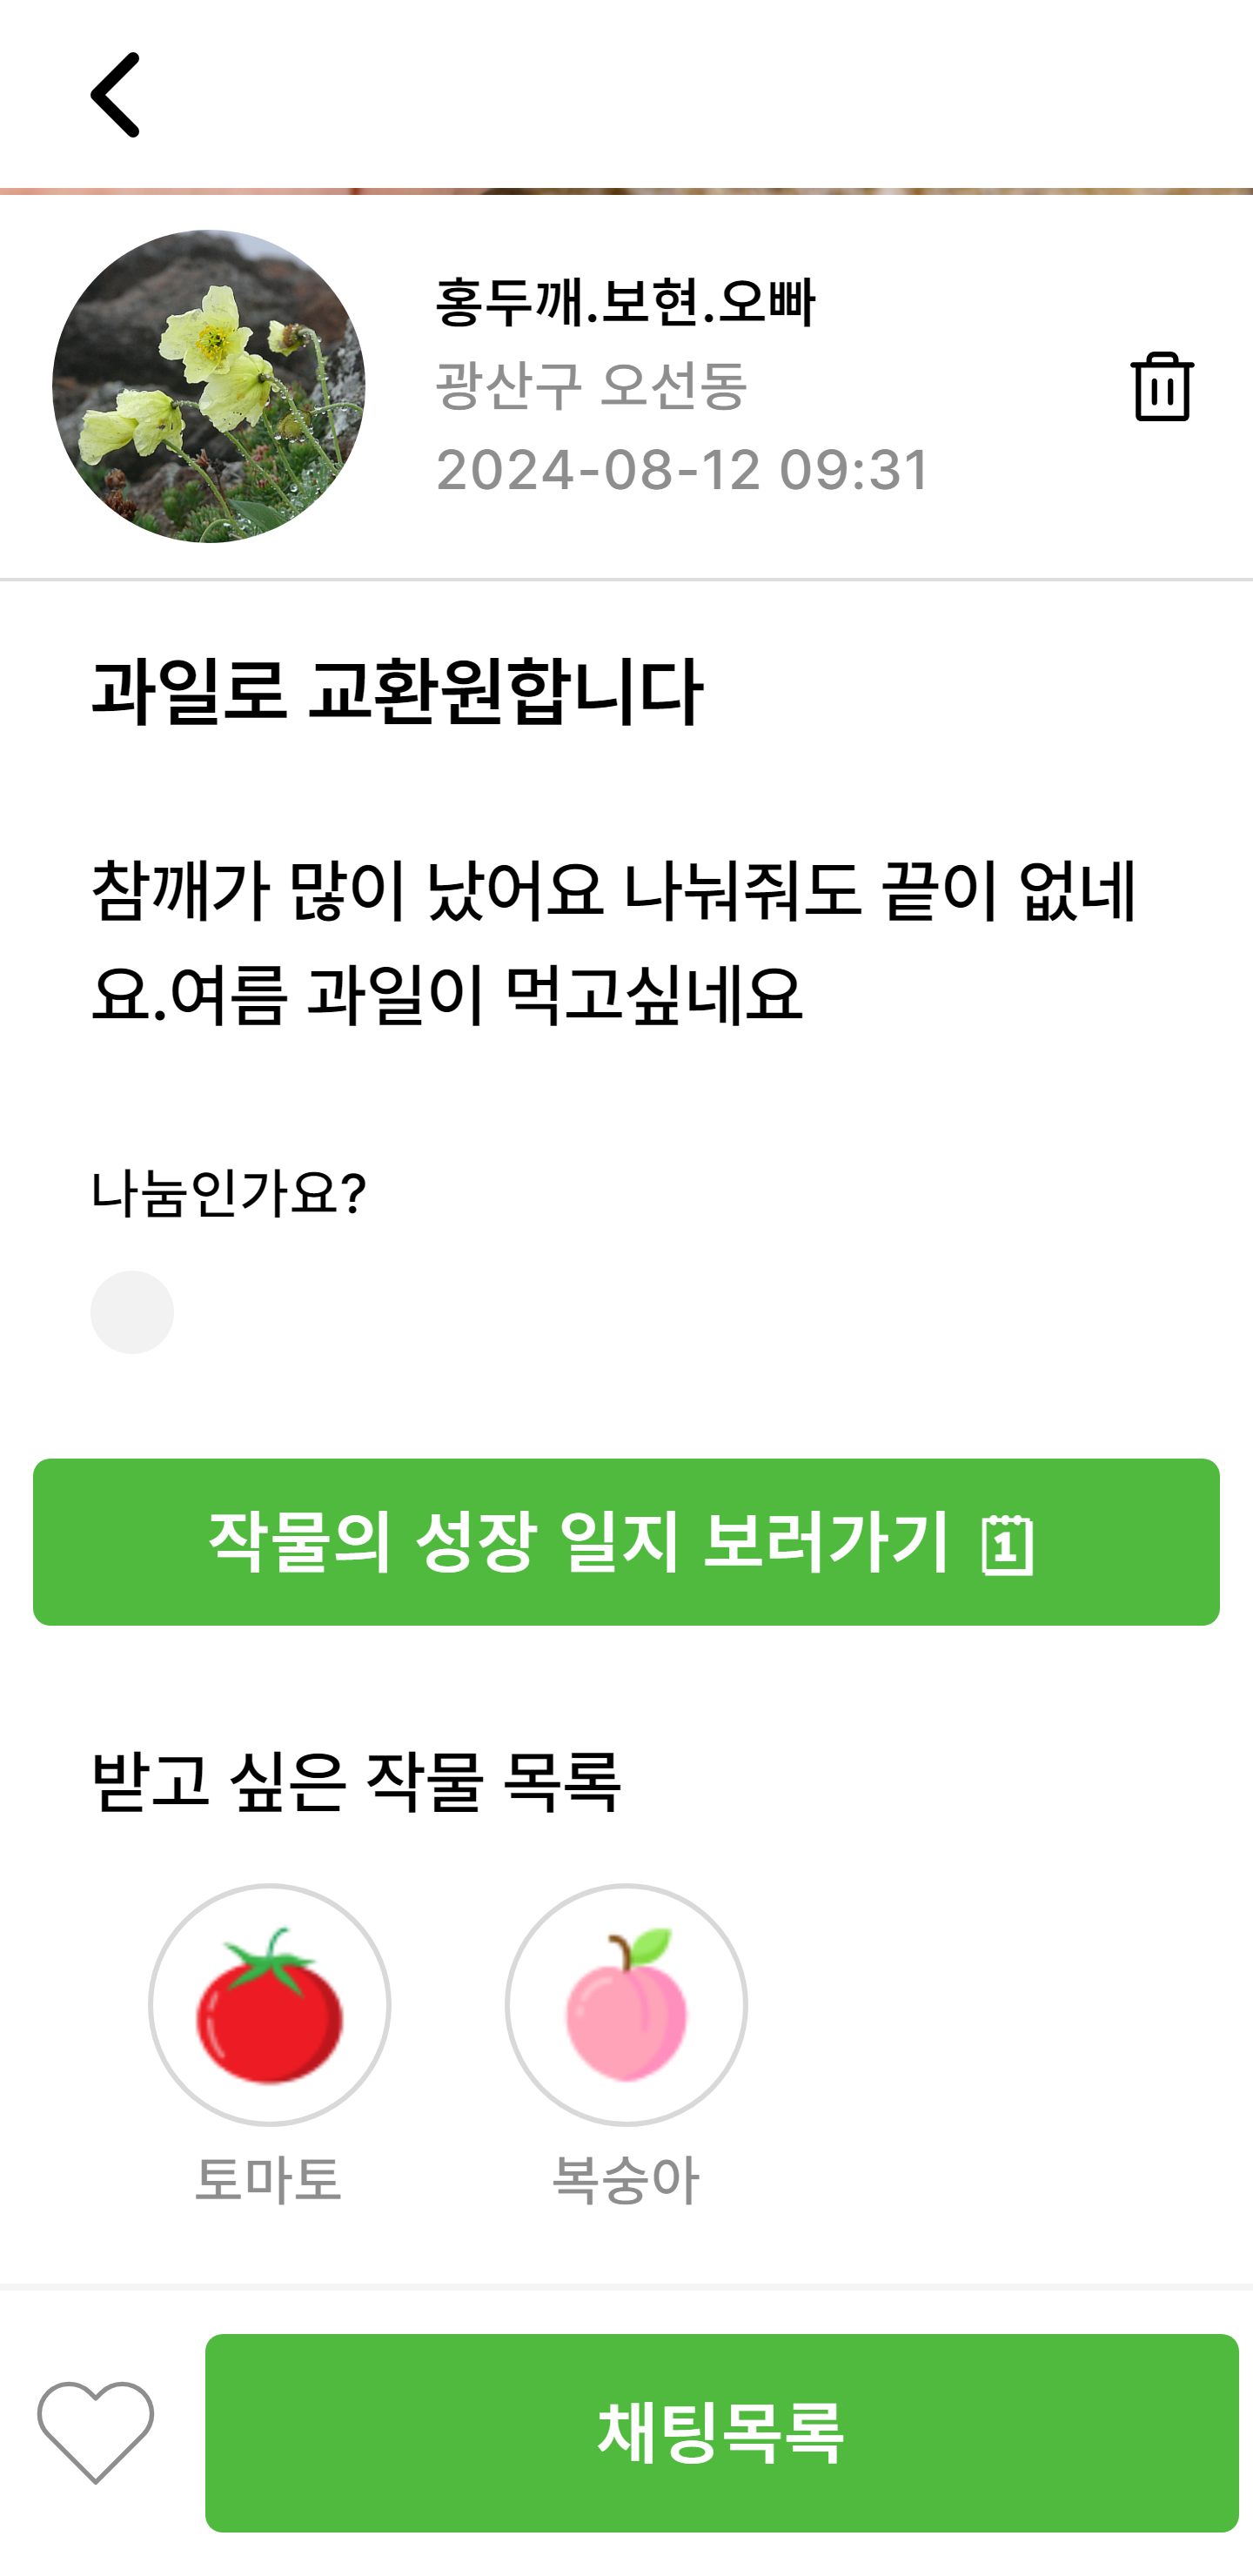 홍두깨.보현.오빠
광산구 오선동
2024-08-12 09:31
과일로 교환원합니다
참깨가 많이 났어요 나눠줘도 끝이 없네
요.여름 과일이 먹고싶네요
나눔인가요?
작물의 성장 일지 보러가기 🗓
받고 싶은 작물 목록
토마토 복숭아
채팅목록